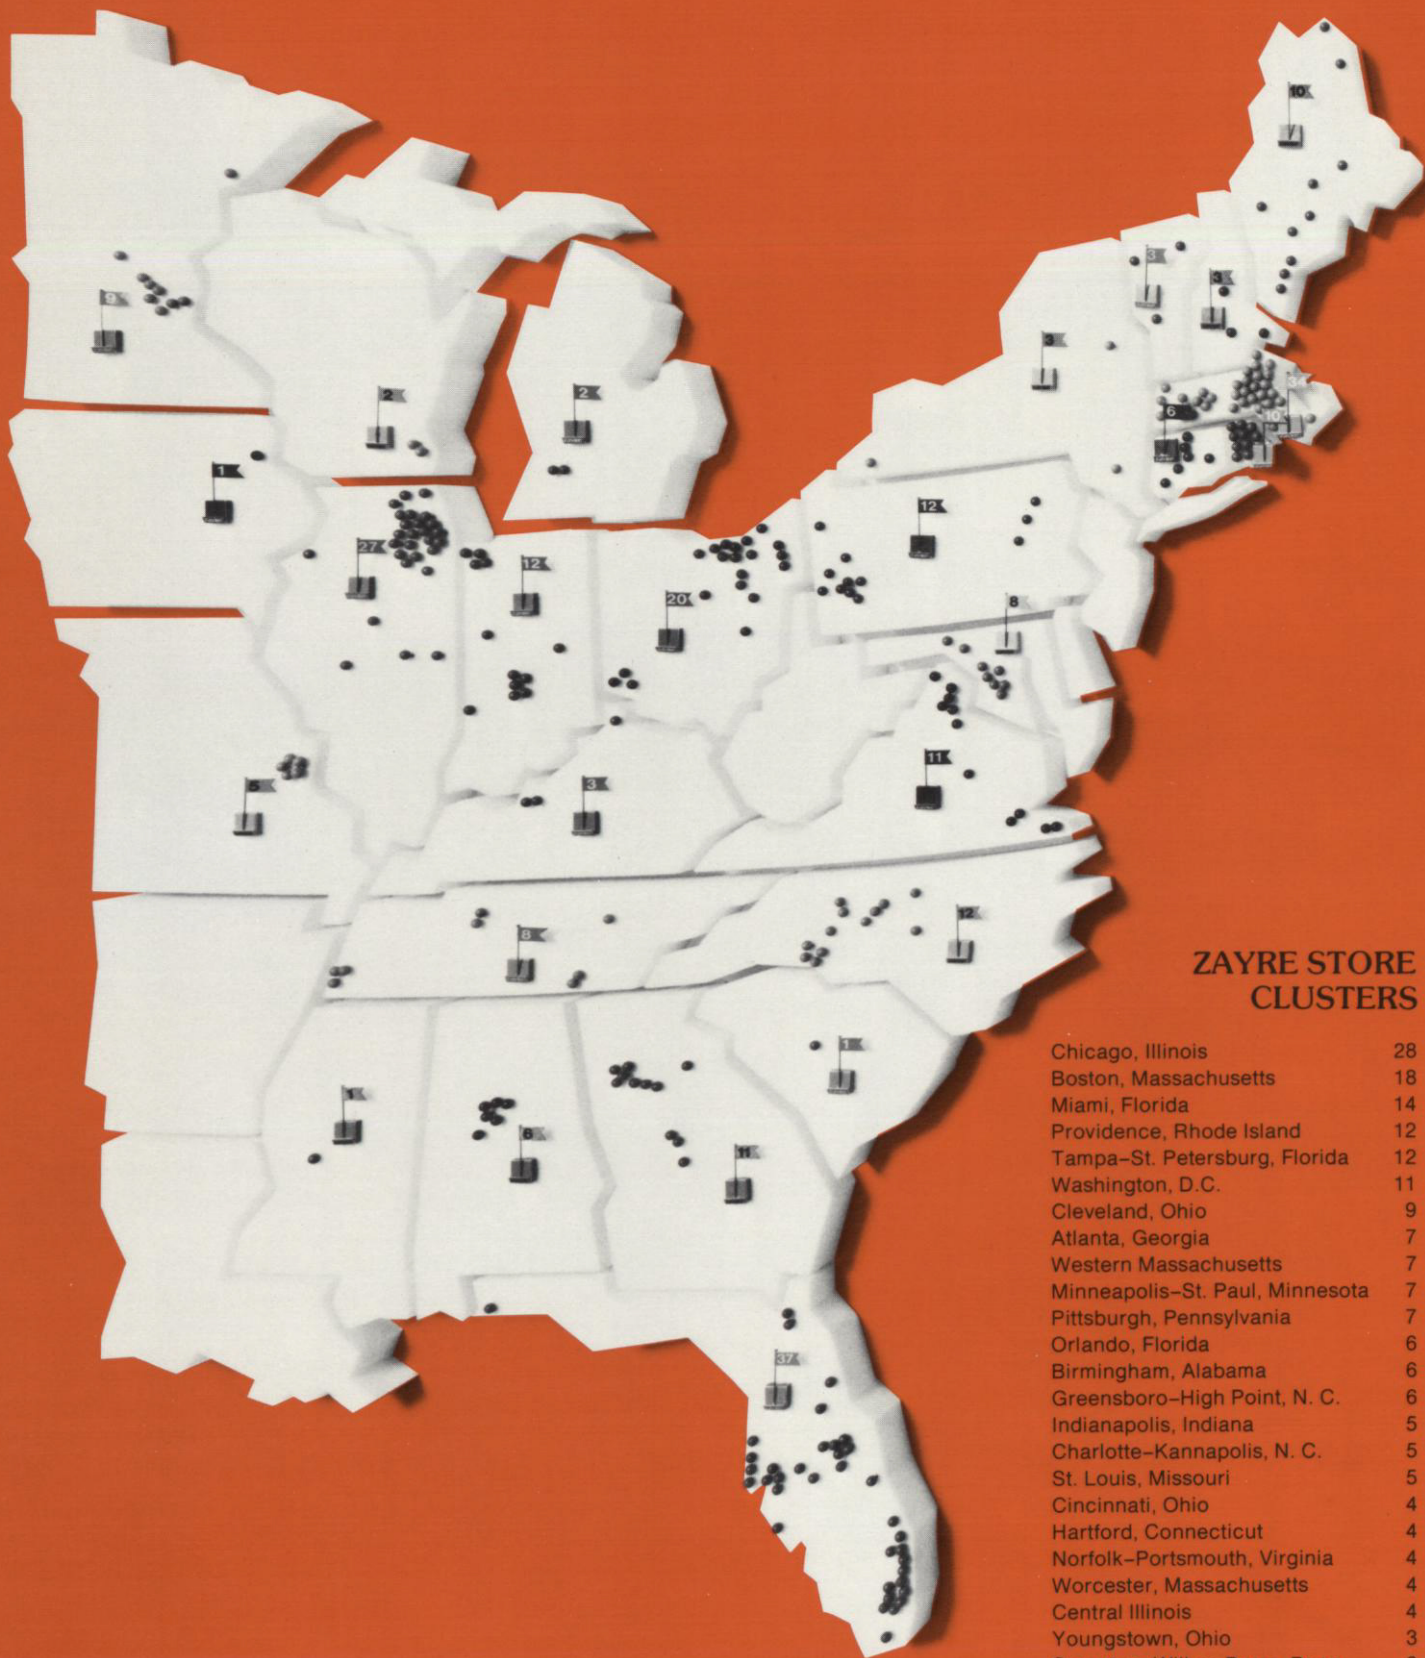 10
3
3
9
3
2
2
34
6
10
1
12
27
12
20
8
11
5
3
12
8
1
1
6
11
37
ZAYRE STORE
CLUSTERS
Chicago, Illinois 28
Boston, Massachusetts 18
Miami, Florida 14
Providence, Rhode Island 12
Tampa–St. Petersburg, Florida 12
Washington, D.C. 11
Cleveland, Ohio 9
Atlanta, Georgia 7
Western Massachusetts 7
Minneapolis–St. Paul, Minnesota 7
Pittsburgh, Pennsylvania 7
Orlando, Florida 6
Birmingham, Alabama 6
Greensboro–High Point, N. C. 6
Indianapolis, Indiana 5
Charlotte–Kannapolis, N. C. 5
St. Louis, Missouri 5
Cincinnati, Ohio 4
Hartford, Connecticut 4
Norfolk–Portsmouth, Virginia 4
Worcester, Massachusetts 4
Central Illinois 4
Youngstown, Ohio 3